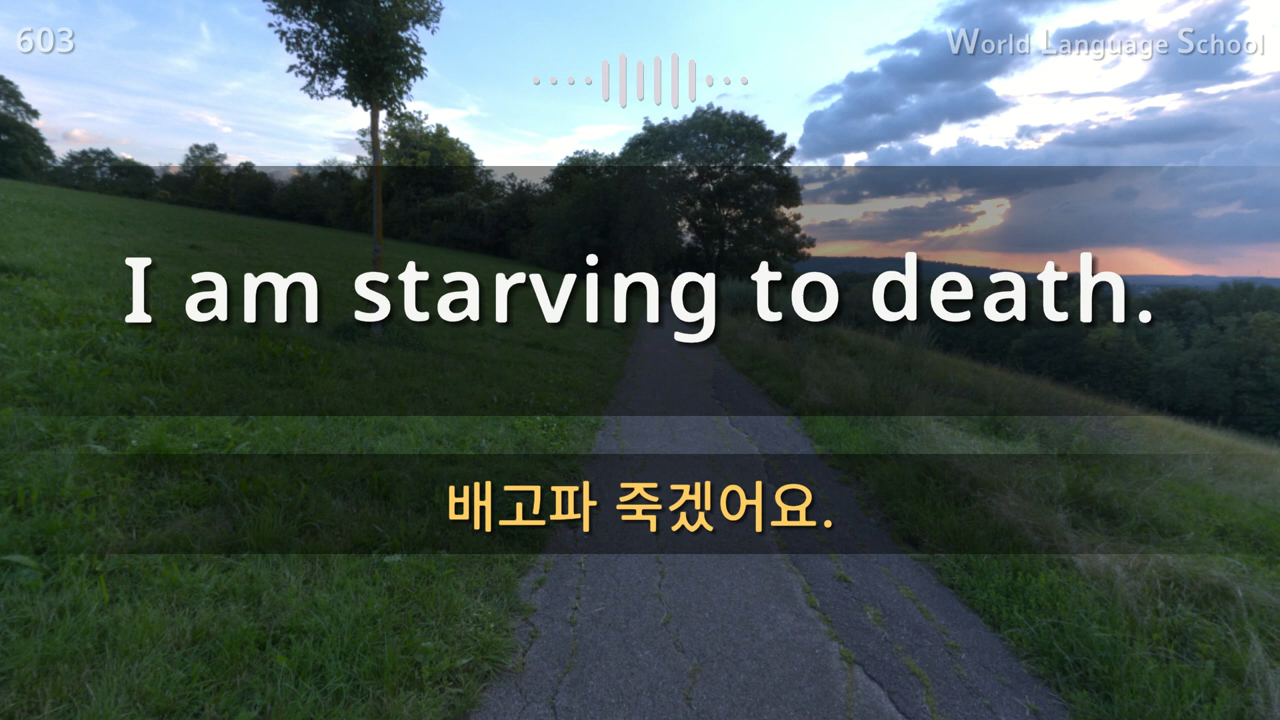 603
World Language School
I am starving to death.
배고파 죽겠어요.